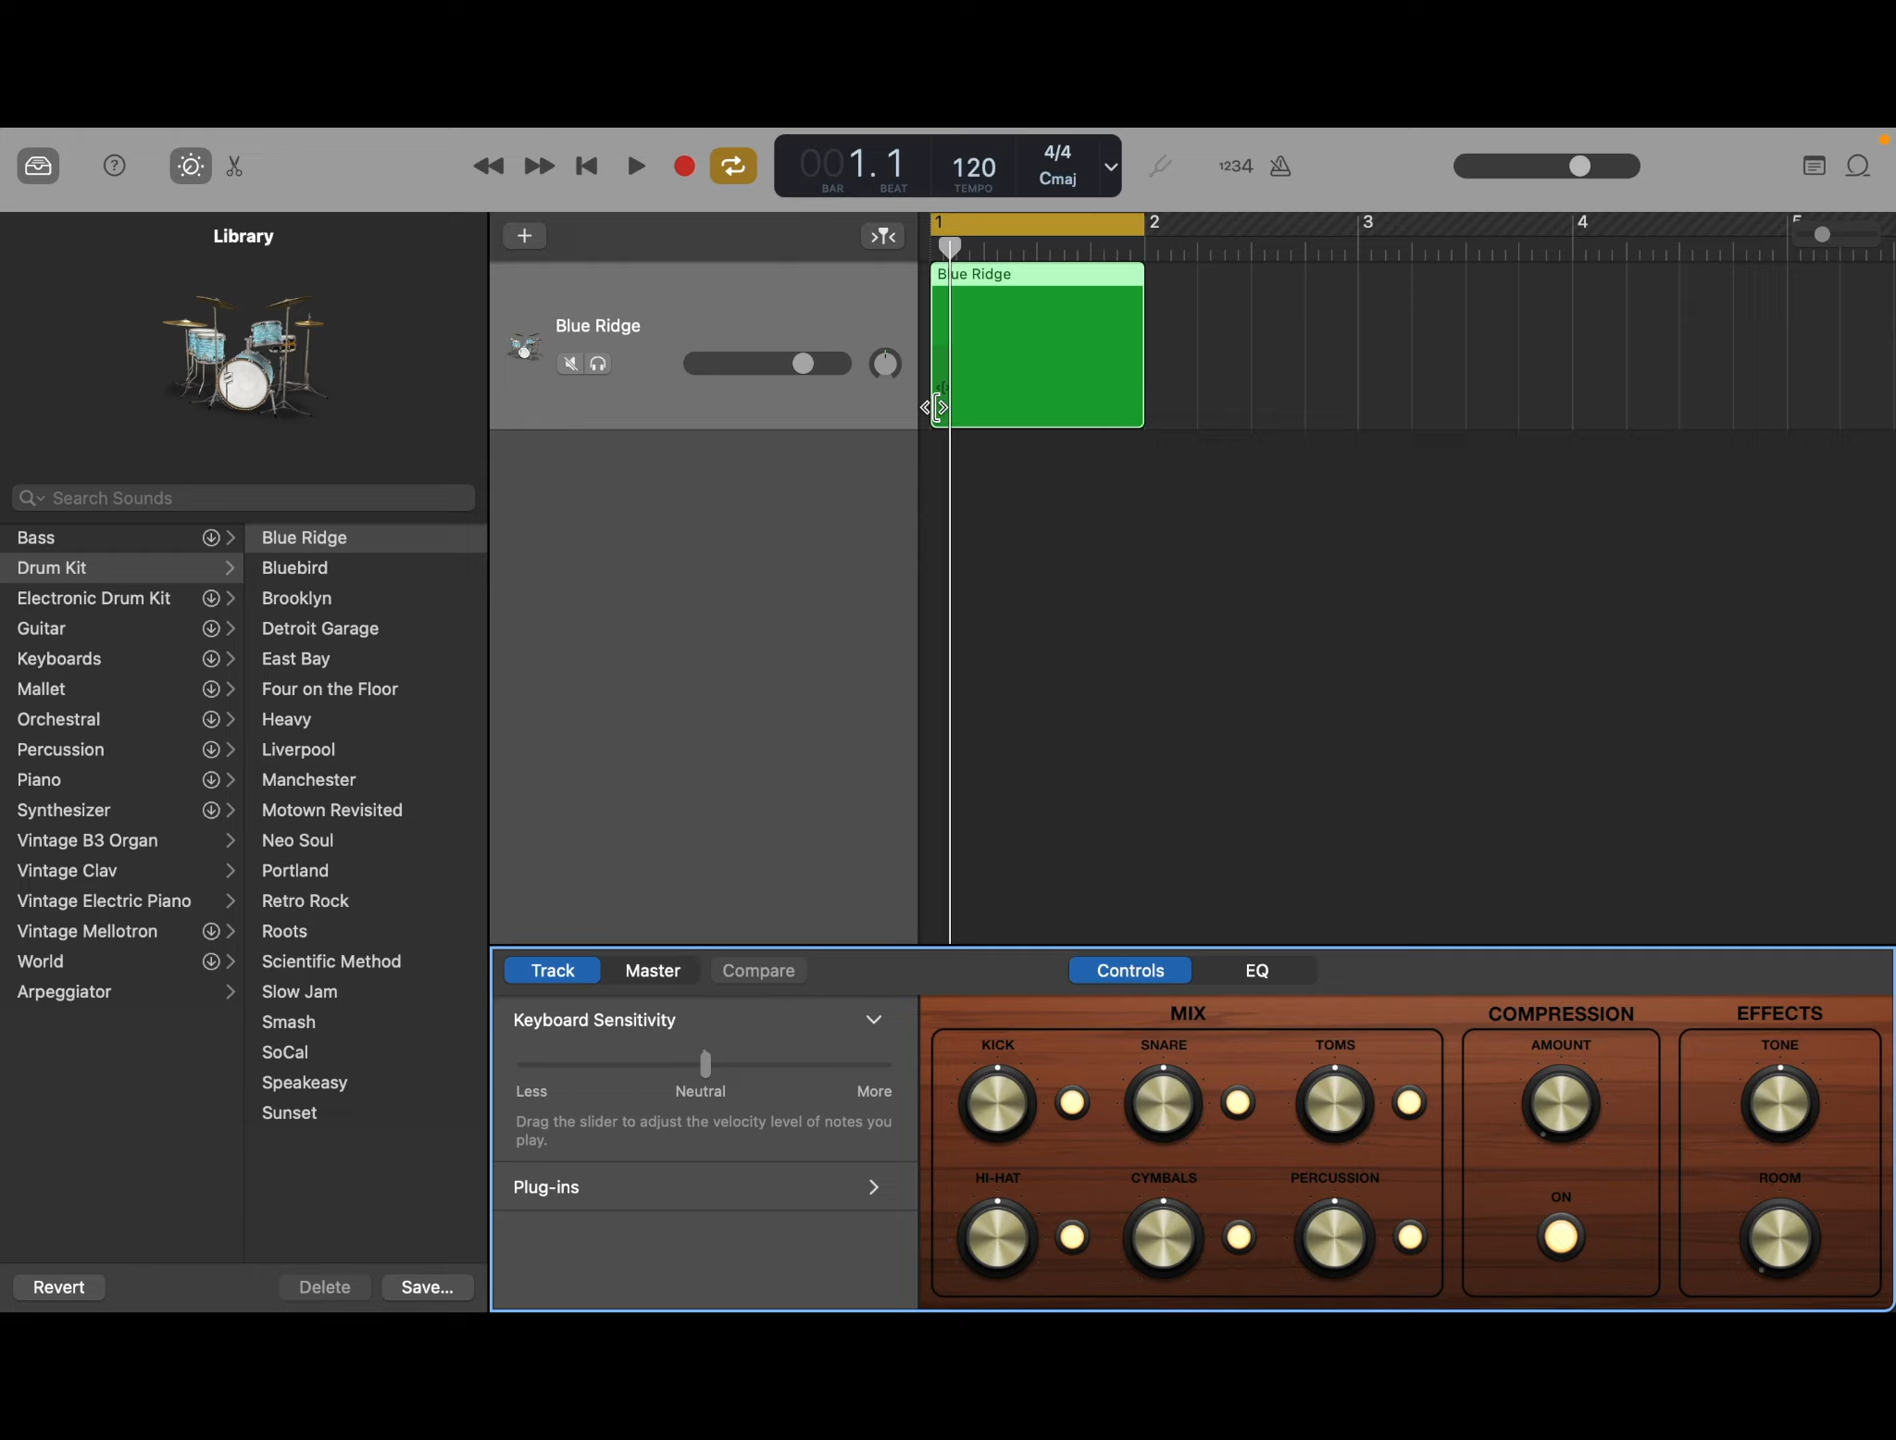 001.1
BAR BEAT
120
TEMPO
4/4
Cmaj
1234
Library
1 2 3 4 5
Blue Ridge
Blue Ridge
Search Sounds
Bass
Drum Kit
Electronic Drum Kit
Guitar
Keyboards
Mallet
Orchestral
Percussion
Piano
Synthesizer
Vintage B3 Organ
Vintage Clav
Vintage Electric Piano
Vintage Mellotron
World
Arpeggiator
Blue Ridge
Bluebird
Brooklyn
Detroit Garage
East Bay
Four on the Floor
Heavy
Liverpool
Manchester
Motown Revisited
Neo Soul
Portland
Retro Rock
Roots
Scientific Method
Slow Jam
Smash
SoCal
Speakeasy
Sunset
Revert
Delete
Save...
Track
Master
Compare
Controls
EQ
Keyboard Sensitivity
Less
Neutral
More
Drag the slider to adjust the velocity level of notes you
play.
Plug-ins
MIX
KICK
SNARE
TOMS
HI-HAT
CYMBALS
PERCUSSION
COMPRESSION
AMOUNT
ON
EFFECTS
TONE
ROOM